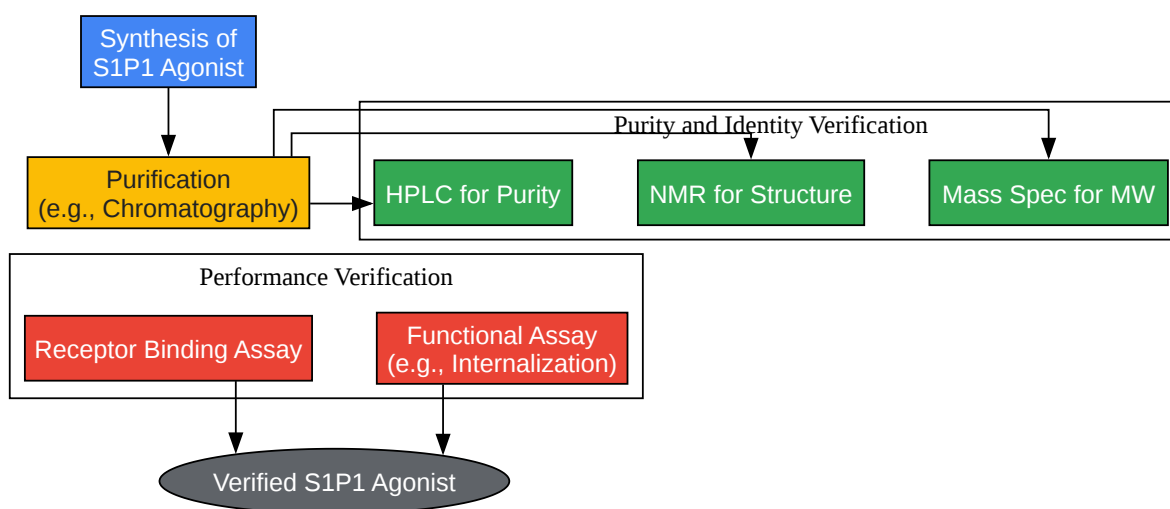 Synthesis of
S1P1 Agonist
Purity and Identity Verification
Purification
(e.g., Chromatography)
HPLC for Purity
NMR for Structure
Mass Spec for MW
Performance Verification
Receptor Binding Assay
Functional Assay
(e.g., Internalization)
Verified S1P1 Agonist